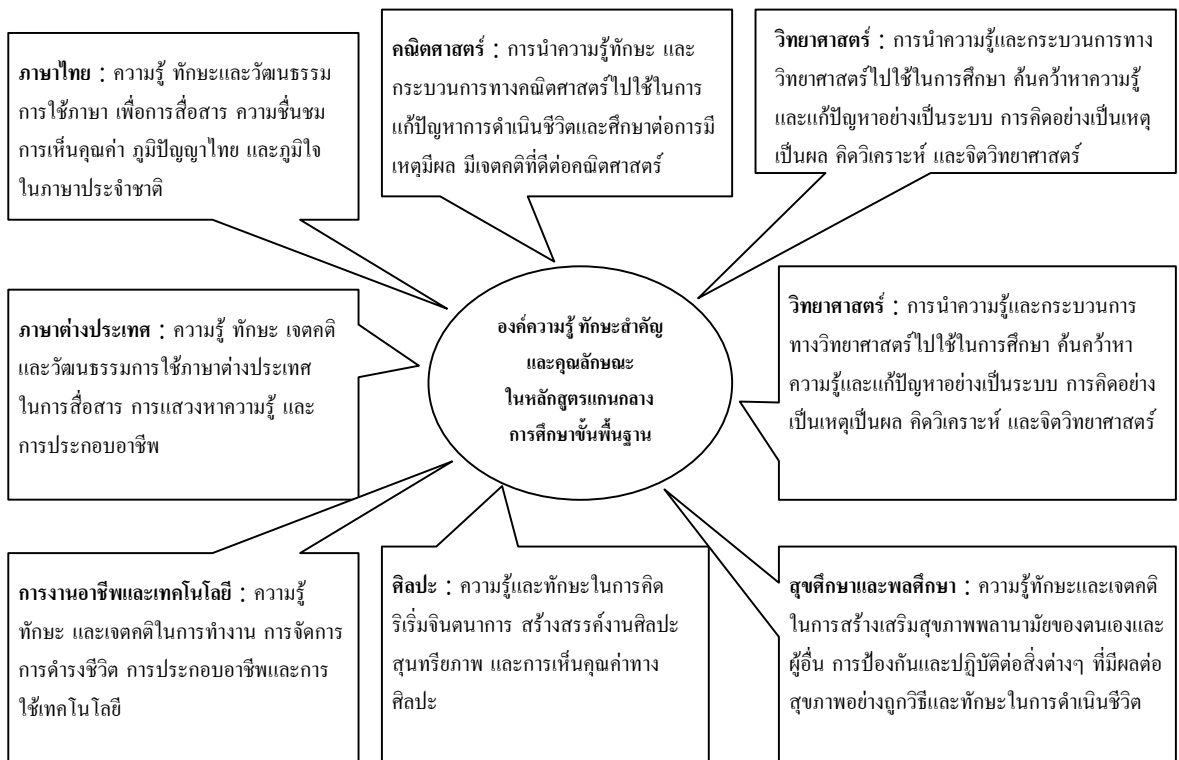 ภาษาไทย : ความรู้ ทักษะและวัฒนธรรม
การใช้ภาษา เพื่อการสื่อสาร ความชื่นชม
การเห็นคุณค่า ภูมิปัญญาไทย และภูมิใจ
ในภาษาประจำชาติ
คณิตศาสตร์ : การนำความรู้ทักษะ และ
กระบวนการทางคณิตศาสตร์ไปใช้ในการ
แก้ปัญหาการดำเนินชีวิตและศึกษาต่อการมี
เหตุมีผล มีเจตคติที่ดีต่อคณิตศาสตร์
วิทยาศาสตร์ : การนำความรู้และกระบวนการทาง
วิทยาศาสตร์ไปใช้ในการศึกษา ค้นคว้าหาความรู้
และแก้ปัญหาอย่างเป็นระบบ การคิดอย่างเป็นเหตุ
เป็นผล คิดวิเคราะห์ และจิตวิทยาศาสตร์
ภาษาต่างประเทศ : ความรู้ ทักษะ เจตคติ
และวัฒนธรรมการใช้ภาษาต่างประเทศ
ในการสื่อสาร การแสวงหาความรู้ และ
การประกอบอาชีพ
องค์ความรู้ ทักษะสำคัญ
และคุณลักษณะ
ในหลักสูตรแกนกลาง
การศึกษาขั้นพื้นฐาน
วิทยาศาสตร์ : การนำความรู้และกระบวนการ
ทางวิทยาศาสตร์ไปใช้ในการศึกษา ค้นคว้าหา
ความรู้และแก้ปัญหาอย่างเป็นระบบ การคิดอย่าง
เป็นเหตุเป็นผล คิดวิเคราะห์ และจิตวิทยาศาสตร์
การงานอาชีพและเทคโนโลยี : ความรู้
ทักษะ และเจตคติในการทำงาน การจัดการ
การดำรงชีวิต การประกอบอาชีพและการ
ใช้เทคโนโลยี
ศิลปะ : ความรู้และทักษะในการคิด
ริเริ่มจินตนาการ สร้างสรรค์งานศิลปะ
สุนทรียภาพ และการเห็นคุณค่าทาง
ศิลปะ
สุขศึกษาและพลศึกษา : ความรู้ทักษะและเจตคติ
ในการสร้างเสริมสุขภาพพลานามัยของตนเองและ
ผู้อื่น การป้องกันและปฏิบัติต่อสิ่งต่างๆ ที่มีผลต่อ
สุขภาพอย่างถูกวิธีและทักษะในการดำเนินชีวิต